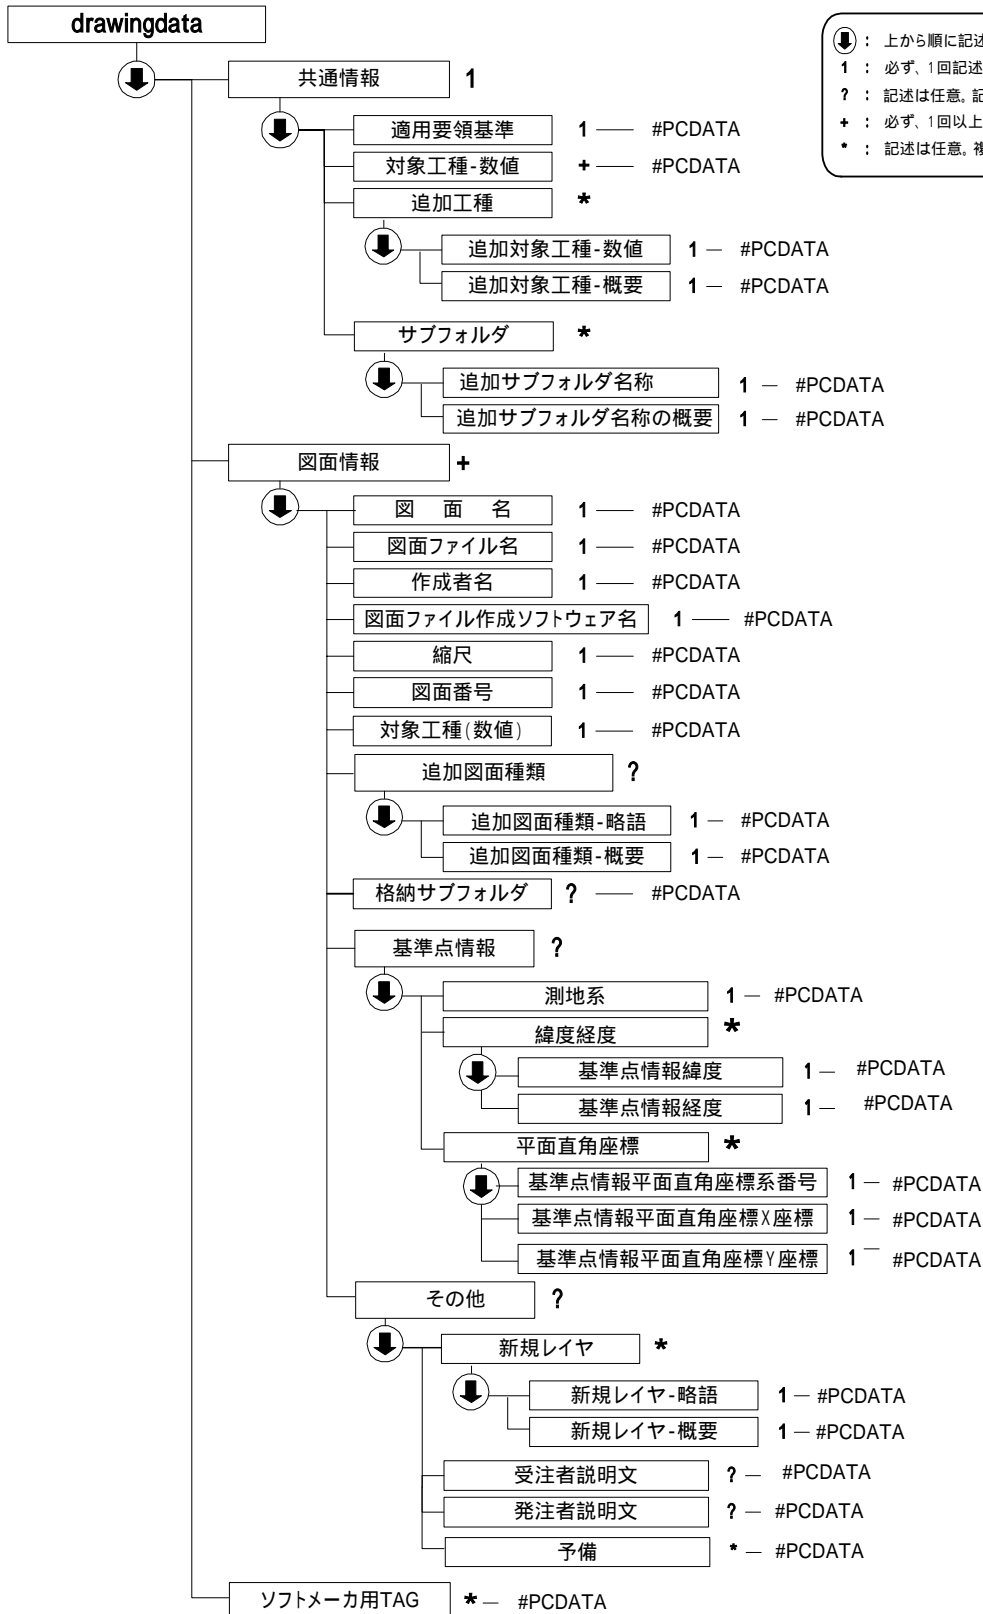 drawingdata
: 上から順に記述
1 : 必ず、1回記述
? : 記述は任意。記
+ : 必ず、1回以上
* : 記述は任意。複
共通情報 1
適用要領基準 1 #PCDATA
対象工種-数値 + #PCDATA
追加工種 *
追加対象工種-数値 1 #PCDATA
追加対象工種-概要 1 #PCDATA
サブフォルダ *
追加サブフォルダ名称 1 #PCDATA
追加サブフォルダ名称の概要 1 #PCDATA
図面情報 +
図 面 名 1 #PCDATA
図面ファイル名 1 #PCDATA
作成者名 1 #PCDATA
図面ファイル作成ソフトウェア名 1 #PCDATA
縮尺 1 #PCDATA
図面番号 1 #PCDATA
対象工種(数値) 1 #PCDATA
追加図面種類 ?
追加図面種類-略語 1 #PCDATA
追加図面種類-概要 1 #PCDATA
格納サブフォルダ ? #PCDATA
基準点情報 ?
測地系 1 #PCDATA
緯度経度 *
基準点情報緯度 1 #PCDATA
基準点情報経度 1 #PCDATA
平面直角座標 *
基準点情報平面直角座標系番号 1 #PCDATA
基準点情報平面直角座標X座標 1 #PCDATA
基準点情報平面直角座標Y座標 1 #PCDATA
その他 ?
新規レイヤ *
新規レイヤ-略語 1 #PCDATA
新規レイヤ-概要 1 #PCDATA
受注者説明文 ? #PCDATA
発注者説明文 ? #PCDATA
予備 * #PCDATA
ソフトメーカ用TAG * #PCDATA